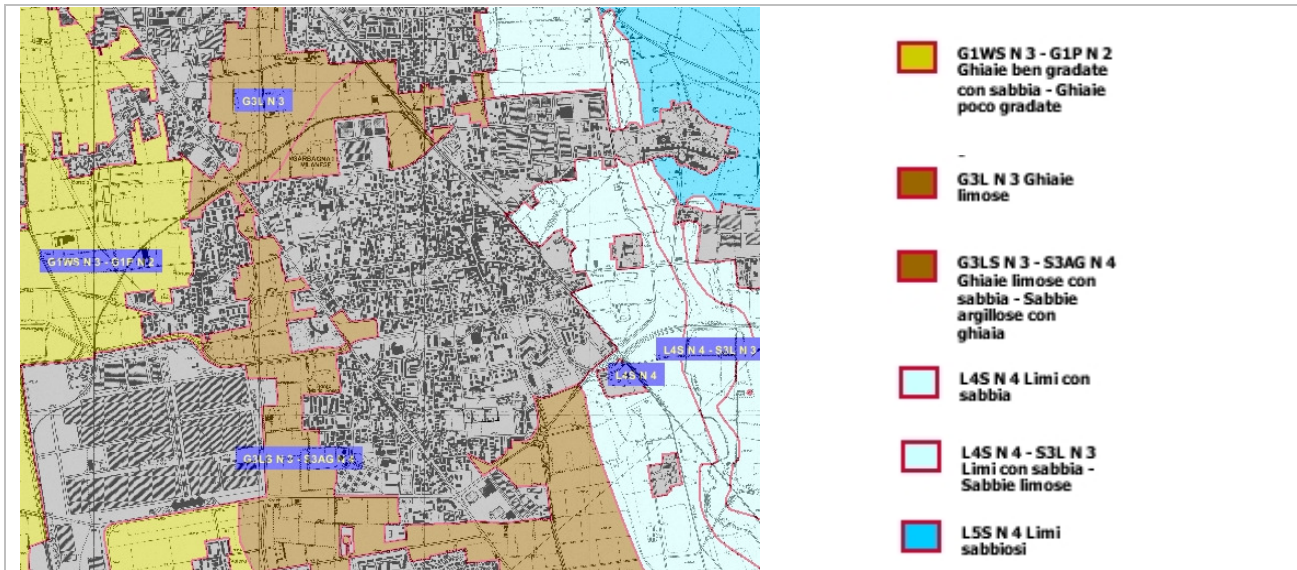 G3L N 3
GARBAGNATE
MILANESE
G1WS N 3 - G1P N 2
L4S N 4 - S3L N 3
L4S N 4
G3LS N 3 - S3AG N 4
G1WS N 3 - G1P N 2
Ghiaie ben gradate
con sabbia - Ghiaie
poco gradate
-
G3L N 3 Ghiaie
limose
G3LS N 3 - S3AG N 4
Ghiaie limose con
sabbia - Sabbie
argillose con
ghiaia
L4S N 4 Limi con
sabbia
L4S N 4 - S3L N 3
Limi con sabbia -
Sabbie limose
L5S N 4 Limi
sabbiosi